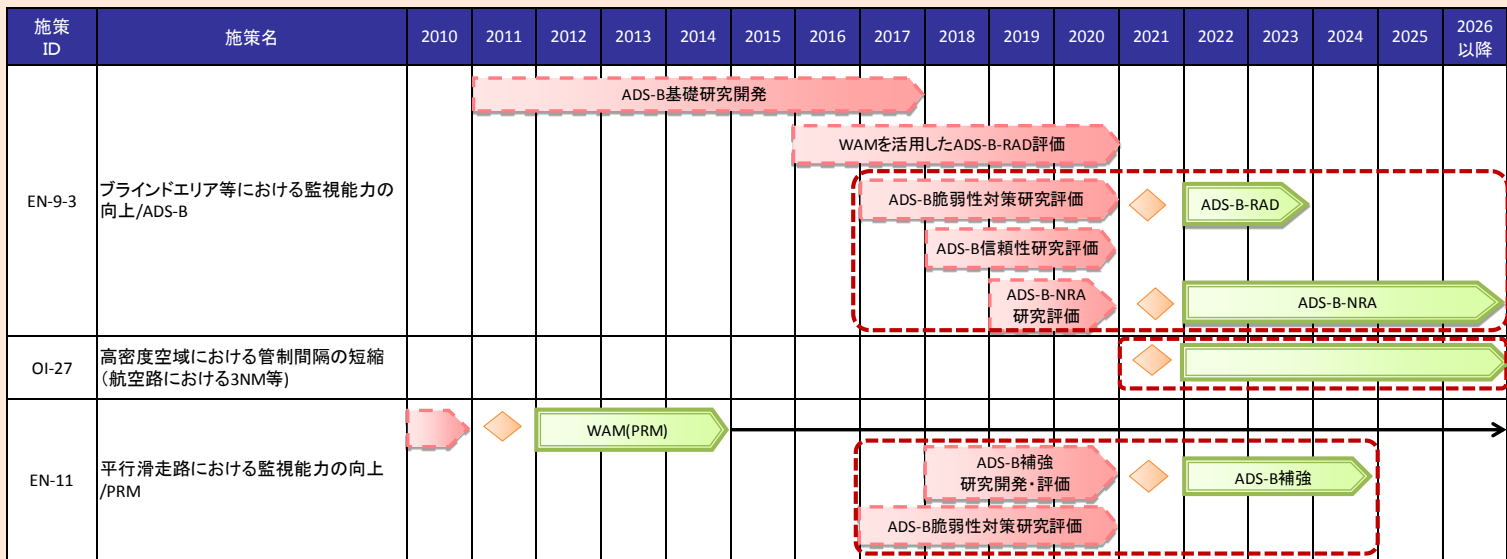 施策
ID
施策名
2010
2011
2012
2013
2014
2015
2016
2017
2018
2019
2020
2021
2022
2023
2024
2025
2026
以降
EN-9-3
ブラインドエリア等における監視能力の
向上/ADS-B
ADS-B基礎研究開発
WAMを活用したADS-B-RAD評価
ADS-B脆弱性対策研究評価
ADS-B-RAD
ADS-B信頼性研究評価
ADS-B-NRA
研究評価
ADS-B-NRA
OI-27
高密度空域における管制間隔の短縮
(航空路における3NM等)
EN-11
平行滑走路における監視能力の向上
/PRM
WAM(PRM)
ADS-B補強
研究開発・評価
ADS-B補強
ADS-B脆弱性対策研究評価